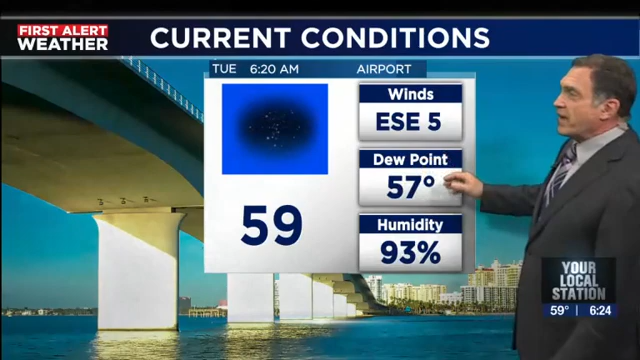 FIRST ALERT
WEATHER
CURRENT CONDITIONS
TUE 6:20 AM AIRPORT
Winds
ESE 5
Dew Point
57°
59
Humidity
93%
YOUR
LOCAL
STATION
59° | 6:24